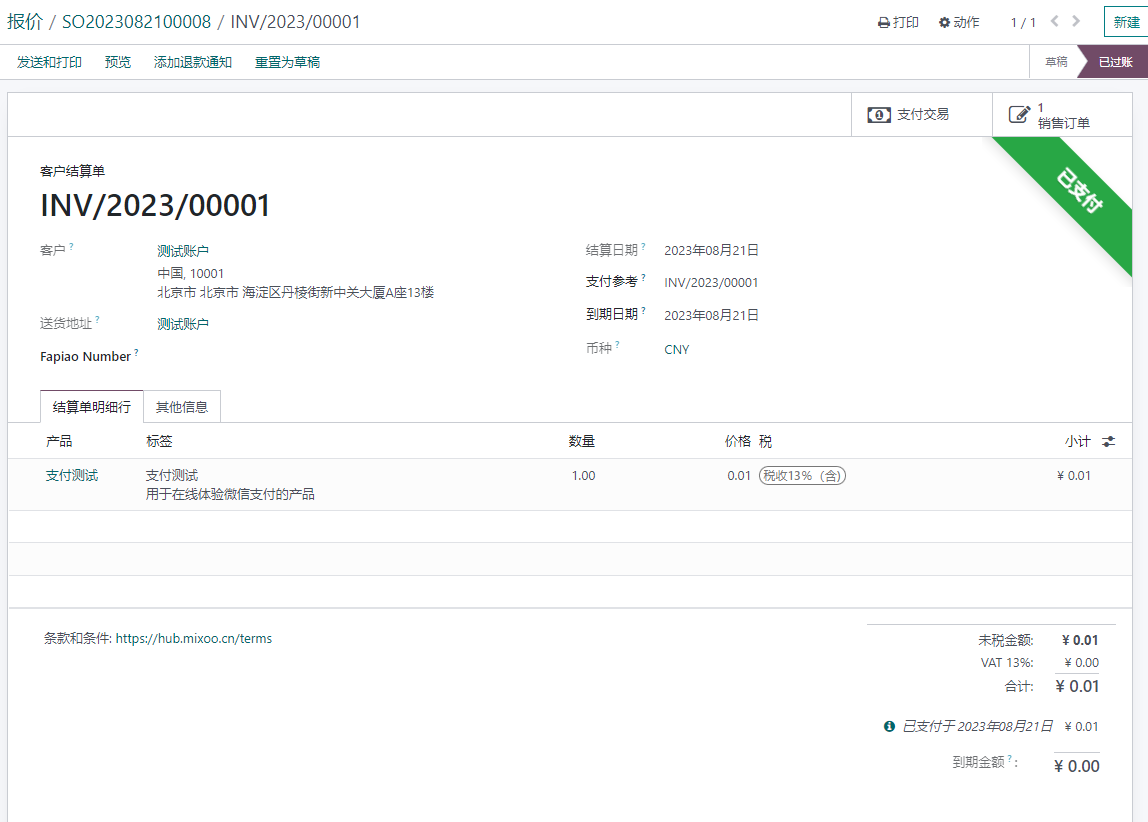 报价 / SO2023082100008 / INV/2023/00001
打印 动作 1 / 1 新建
发送和打印 预览 添加退款通知 重置为草稿 草稿 已过账
支付交易
1
销售订单
已支付
客户结算单
INV/2023/00001
客户 ? 测试账户
中国, 10001
北京市 北京市 海淀区丹棱街新中关大厦A座13楼
送货地址 ? 测试账户
Fapiao Number ?
结算日期 ? 2023年08月21日
支付参考 ? INV/2023/00001
到期日期 ? 2023年08月21日
币种 ? CNY
结算单明细行 其他信息
产品 标签 数量 价格 税 小计
支付测试 支付测试 1.00 0.01 税收13% (含) ¥ 0.01
用于在线体验微信支付的产品
条款和条件: https://hub.mixoo.cn/terms
未税金额: ¥ 0.01
VAT 13%: ¥ 0.00
合计: ¥ 0.01
已支付于 2023年08月21日 ¥ 0.01
到期金额 ? : ¥ 0.00